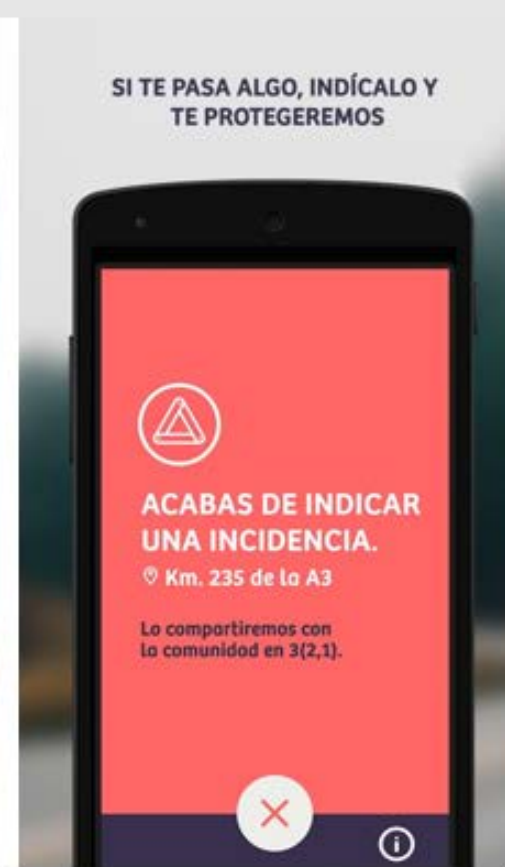 SI TE PASA ALGO, INDÍCALO Y
TE PROTEGEREMOS
ACABAS DE INDICAR
UNA INCIDENCIA.
Km. 235 de la A3
Lo compartiremos con
la comunidad en 3(2,1).